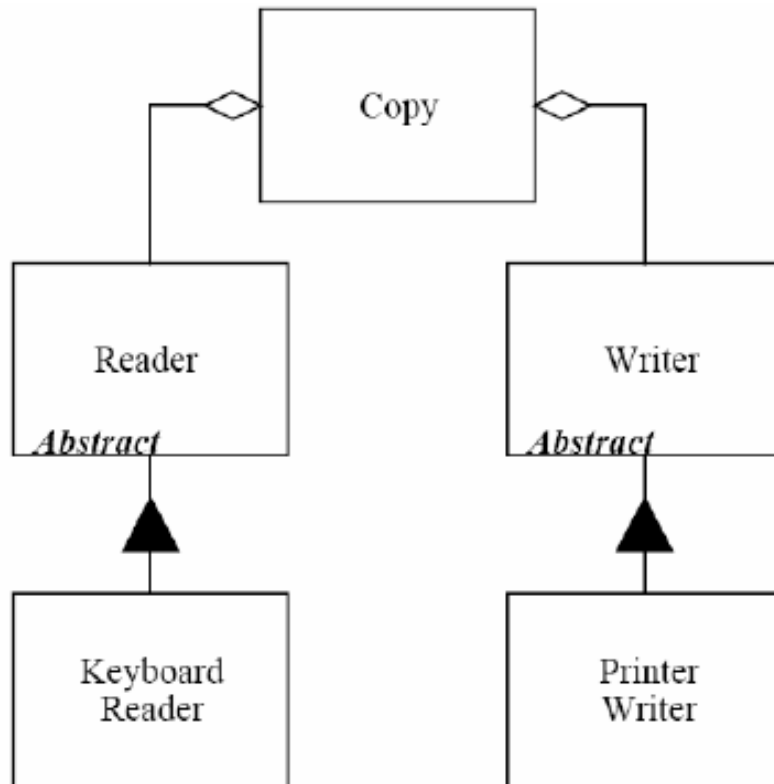 Copy
Reader
Abstract
Writer
Abstract
Keyboard
Reader
Printer
Writer